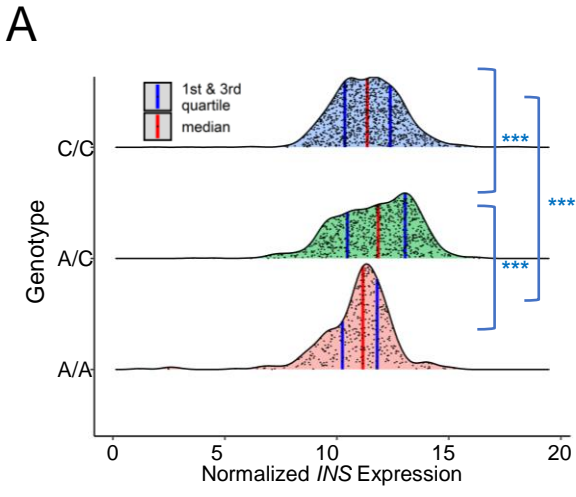 A
1st & 3rd
quartile
median
C/C
***
***
A/C
***
A/A
Genotype
0 5 10 15 20
Normalized INS Expression